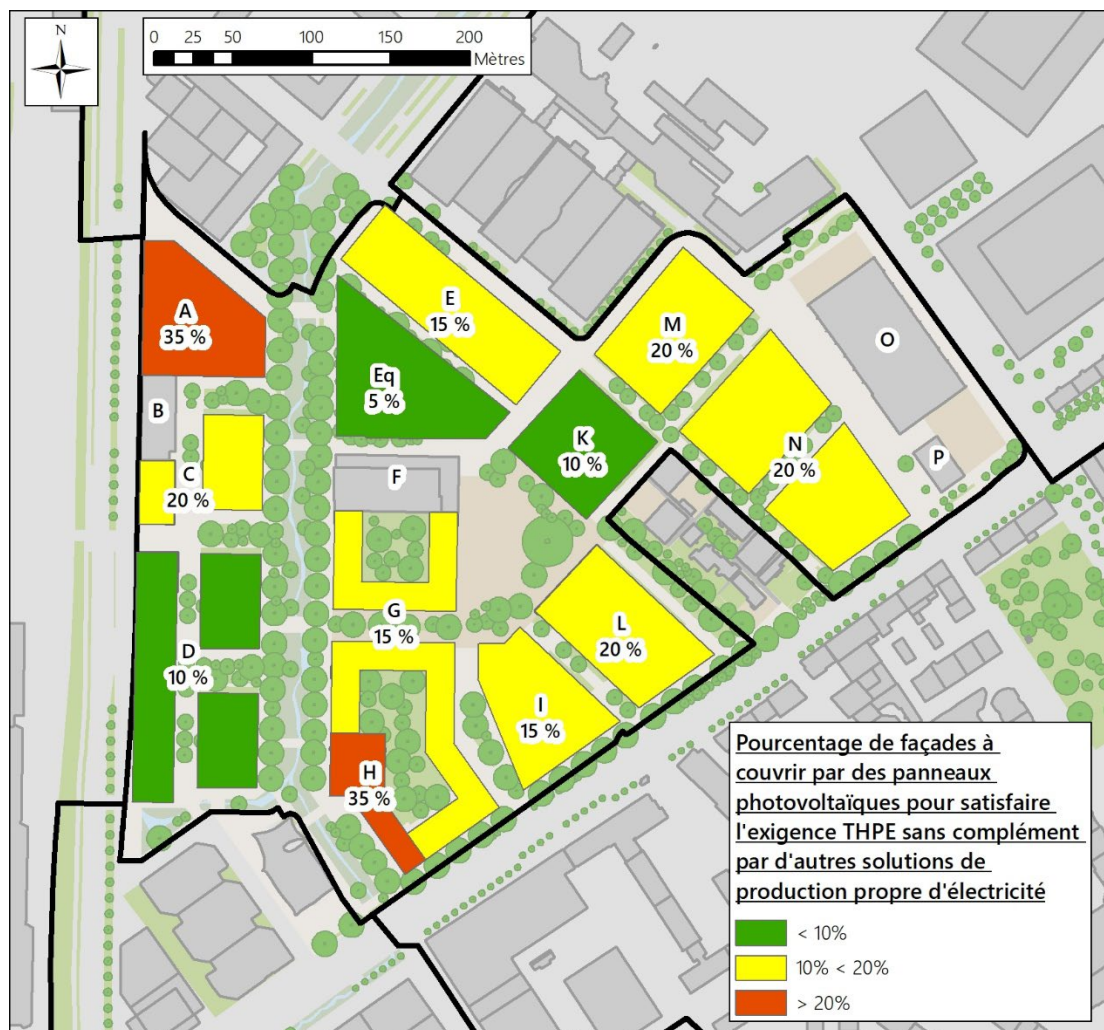 N
0 25 50 100 150 200
Mètres
A
35 %
B
C
20 %
D
10 %
E
15 %
Eq
5 %
F
G
15 %
H
35 %
I
15 %
K
10 %
L
20 %
M
20 %
N
20 %
O
P
Pourcentage de façades à
couvrir par des panneaux
photovoltaïques pour satisfaire
l'exigence THPE sans complément
par d'autres solutions de
production propre d'électricité
< 10%
10% < 20%
> 20%